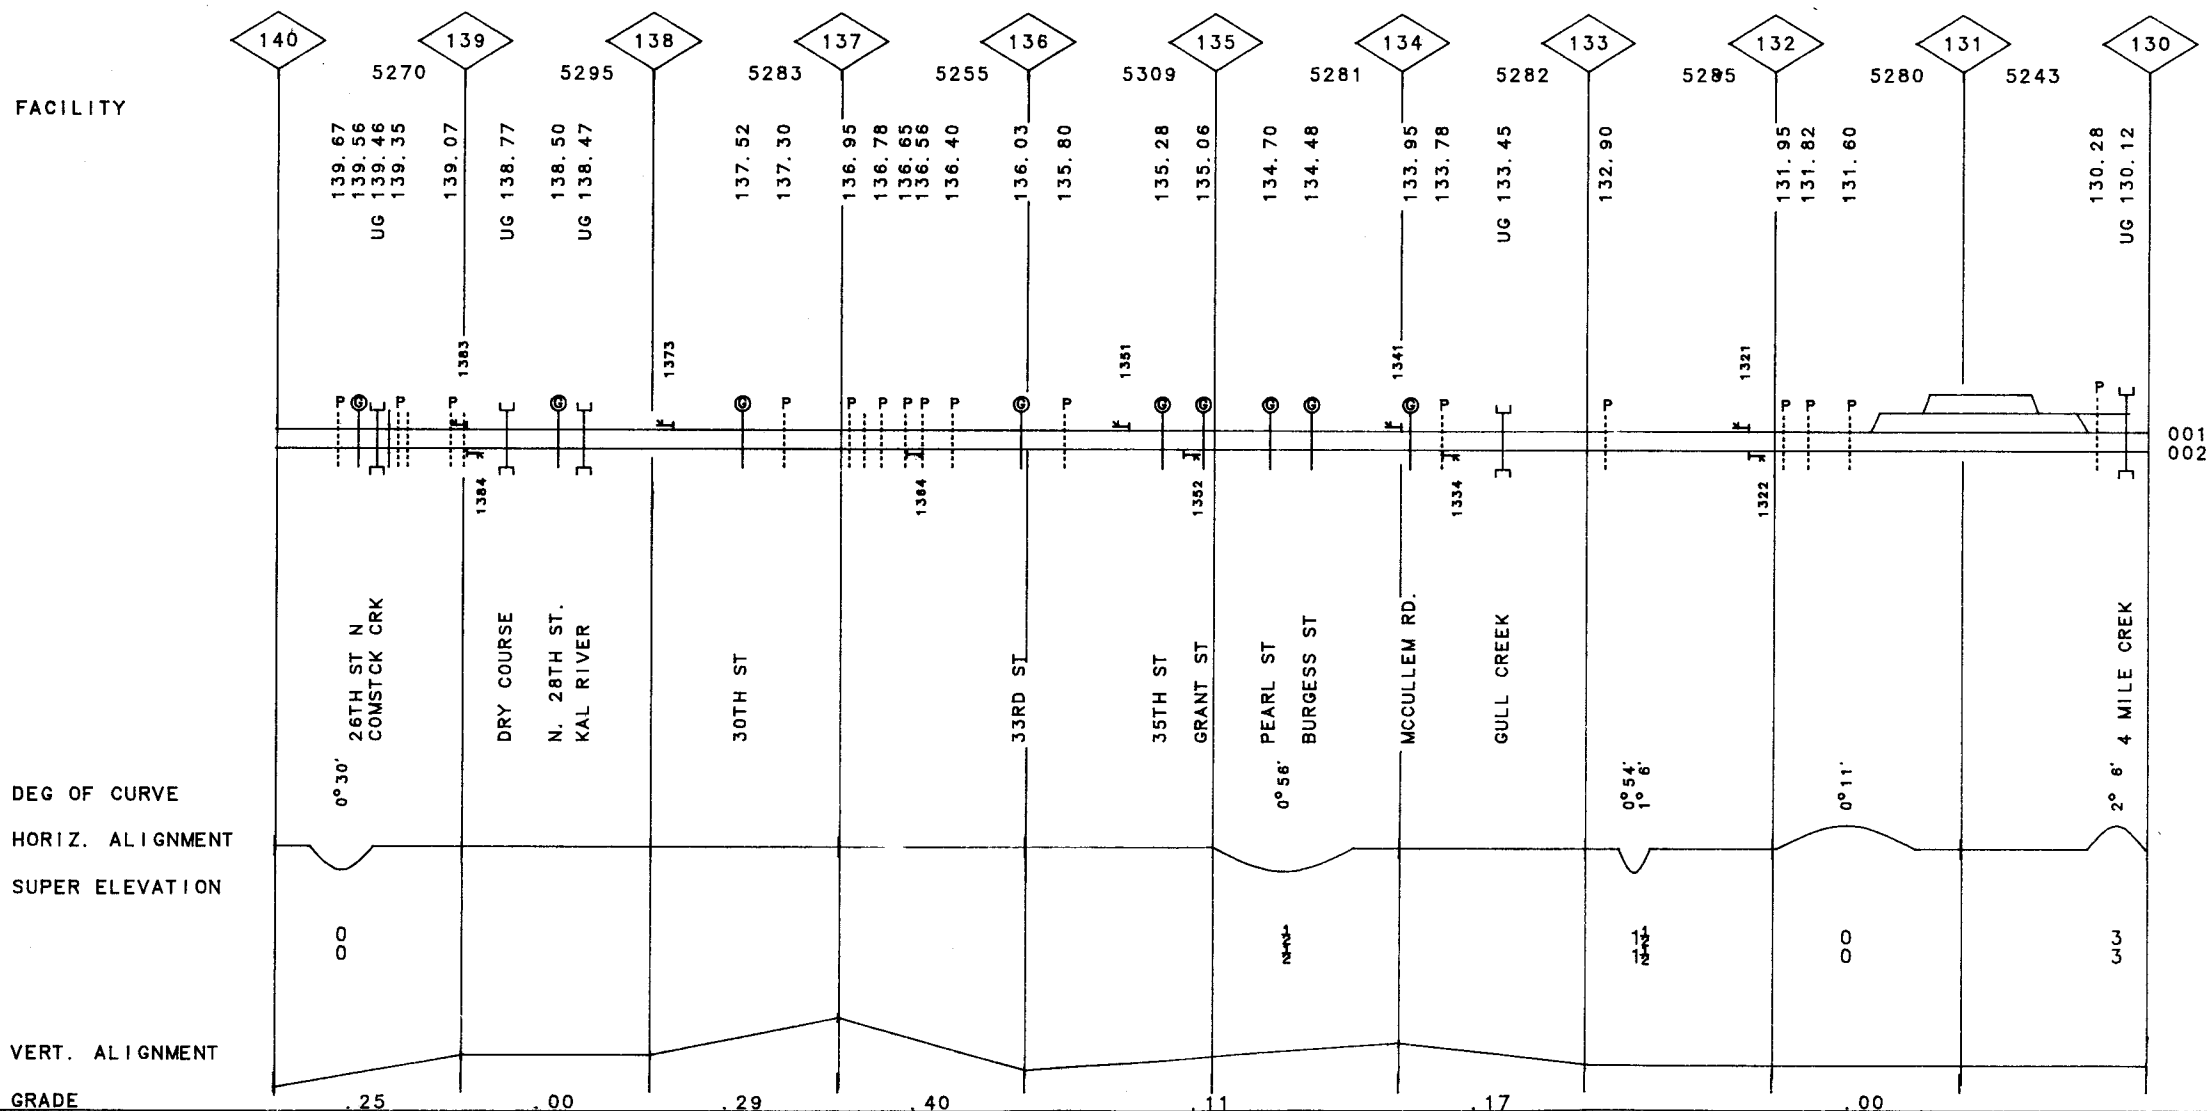 140 139 138 137 136 135 134 133 132 131 130
5270 5295 5283 5255 5309 5281 5282 5285 5280 5243
FACILITY
139.67
139.56
UG 139.46
139.35
139.07
UG 138.77
138.50
UG 138.47
137.52
137.30
136.95
136.78
136.65
136.56
136.40
136.03
135.80
135.28
135.06
134.70
134.48
133.95
133.78
UG 133.45
132.90
131.95
131.82
131.60
130.28
UG 130.12
1383
1373
1351
1341
1321
P G P P G G P P P P P P G P G G G G G P P P P P P
001
002
1384
1364
1352
1334
1322
26TH ST N
COMSTCK CRK
DRY COURSE
N. 28TH ST.
KAL RIVER
30TH ST
33RD ST
35TH ST
GRANT ST
PEARL ST
BURGESS ST
MCCULLEM RD.
GULL CREEK
4 MILE CREK
DEG OF CURVE
0°30'
0°56'
0°54'
1° 6'
0°11'
2° 6'
HORIZ. ALIGNMENT
SUPER ELEVATION
0 0 3
0 0 3
VERT. ALIGNMENT
GRADE .25 .00 .29 .40 .11 .17 .00